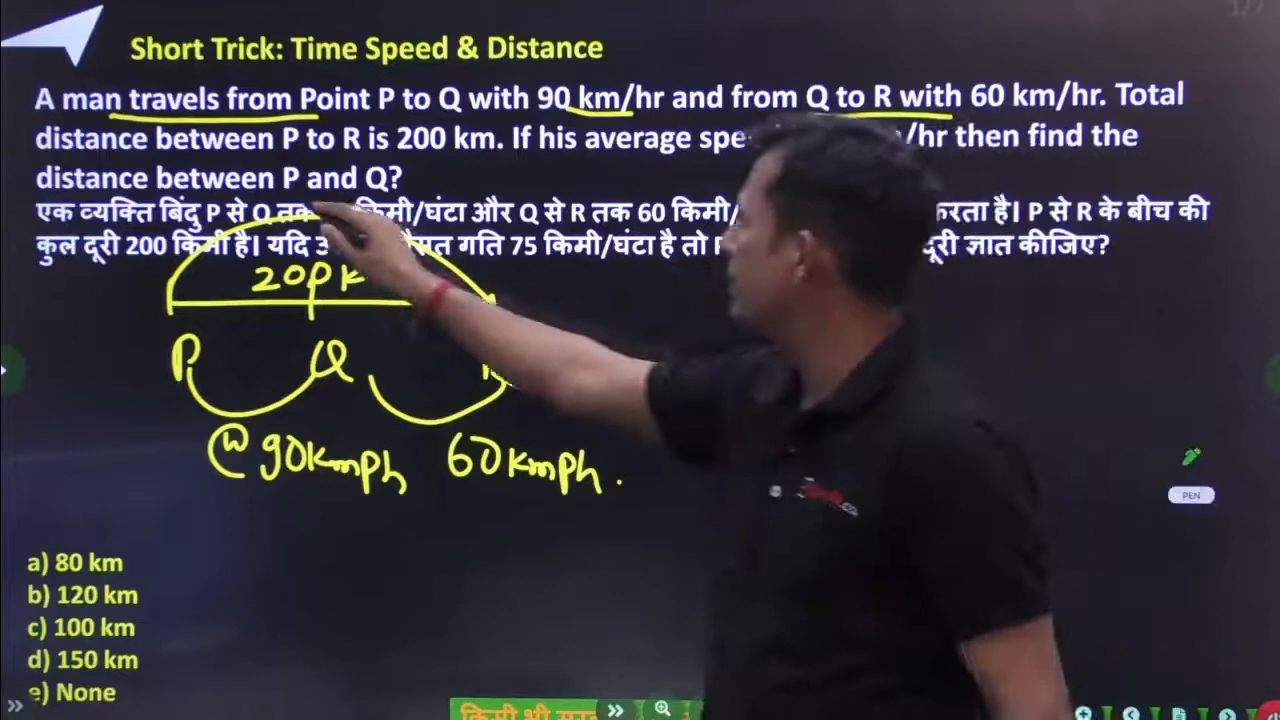 Short Trick: Time Speed & Distance
A man travels from Point P to Q with 90 km/hr and from Q to R with 60 km/hr. Total
distance between P to R is 200 km. If his average /hr then find the
distance between P and Q?
एक व्यक्ति बिंदु P से Q तक किमी/घंटा और Q से R तक 60 किमी/ करता है। P से R के बीच की
कुल दूरी 200 किमी है। यदि गति 75 किमी/घंटा है तो दूरी ज्ञात कीजिए?
200 K
P Q
@90kmph 60kmph.
PEN
a) 80 km
b) 120 km
c) 100 km
d) 150 km
e) None